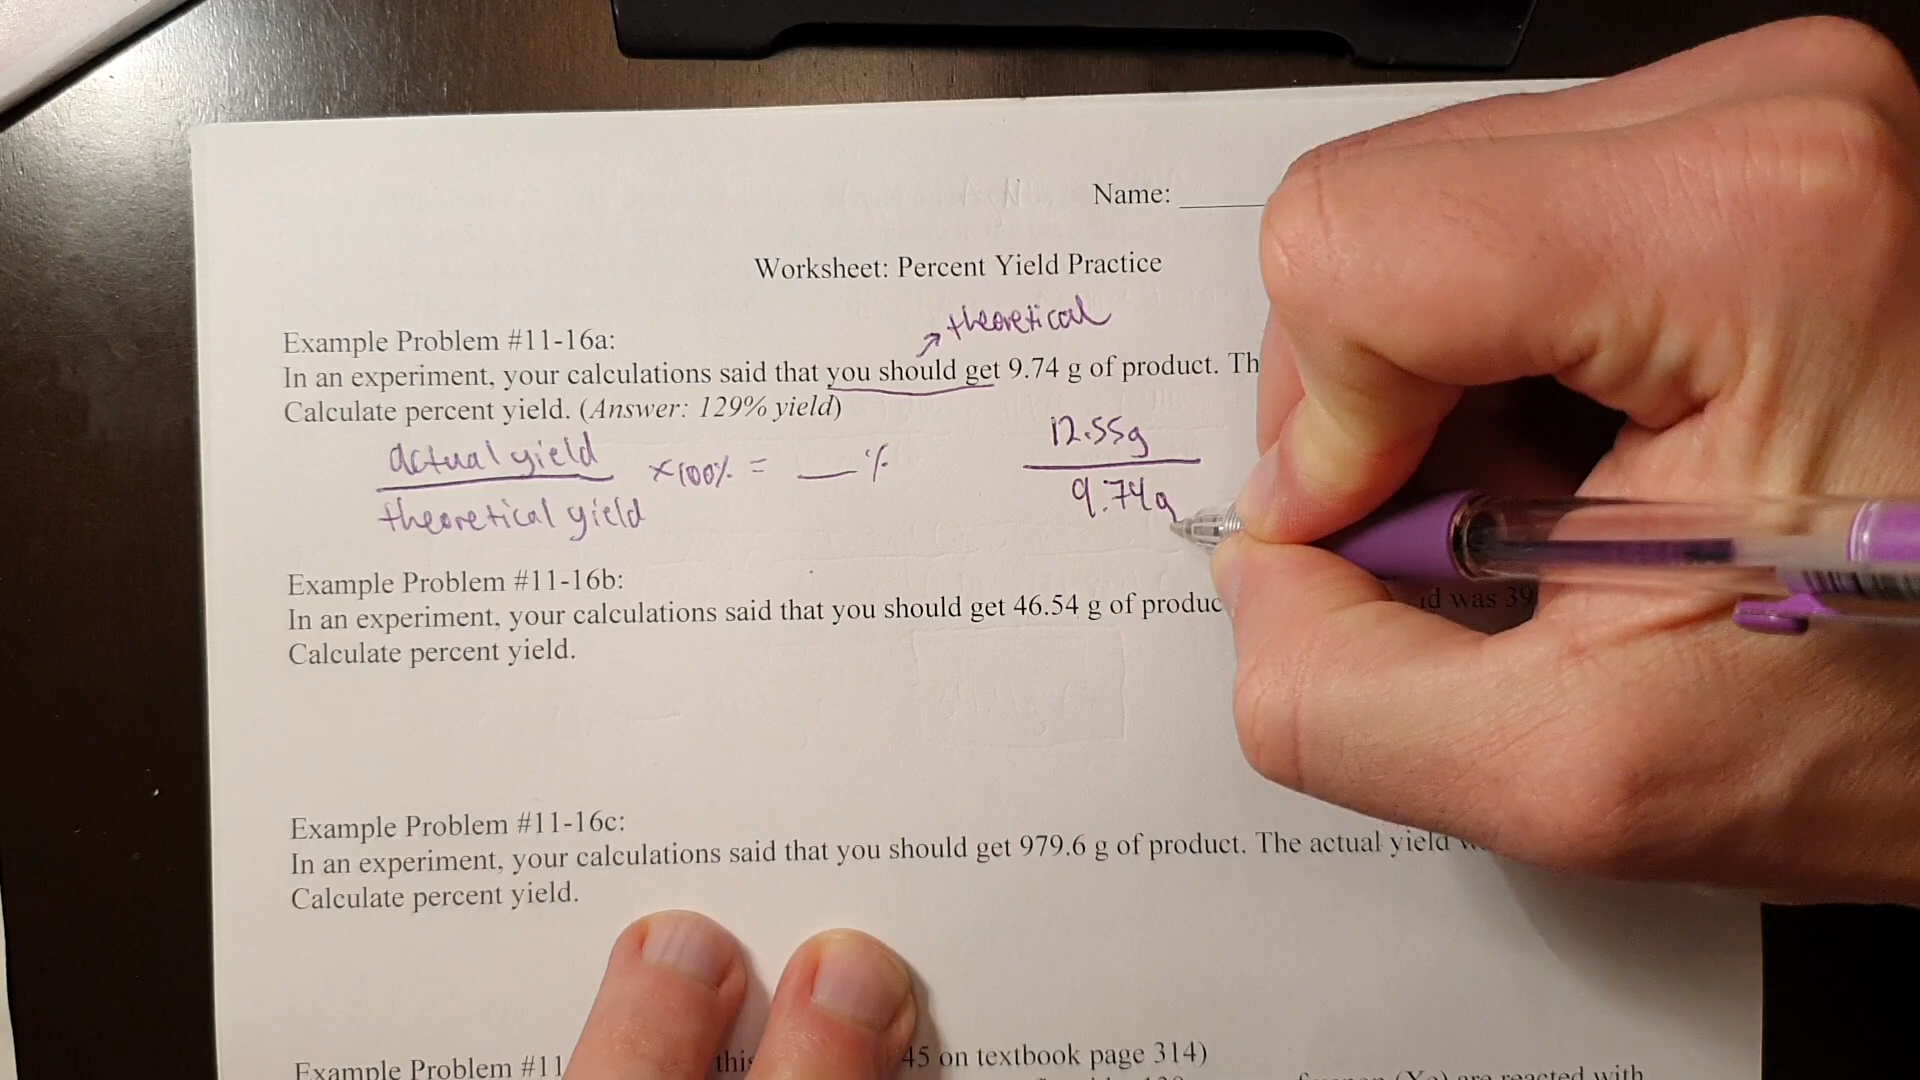 Name:
Worksheet: Percent Yield Practice
theoretical
Example Problem #11-16a:
In an experiment, your calculations said that you should get 9.74 g of product. Th
Calculate percent yield. (Answer: 129% yield)
actual yield
theoretical yield
×100% = __ %
12.55g
9.74g
Example Problem #11-16b:
In an experiment, your calculations said that you should get 46.54 g of produc was 39
Calculate percent yield.
Example Problem #11-16c:
In an experiment, your calculations said that you should get 979.6 g of product. The actual yield
Calculate percent yield.
Example Problem #11 45 on textbook page 314)
(Xe) are reacted with